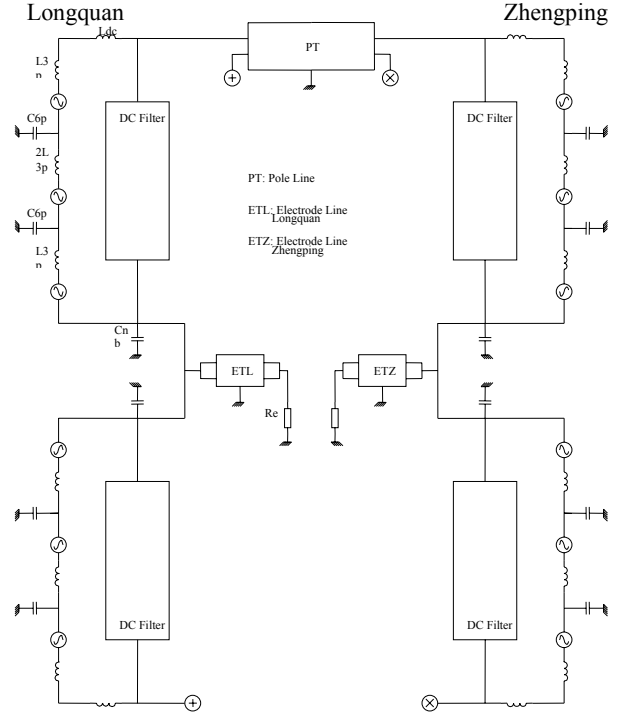 Longquan
Zhengping
Ldc
PT
L3
p
C6p
DC Filter
DC Filter
2L
3p
PT: Pole Line
C6p
ETL: Electrode Line
Longquan
ETZ: Electrode Line
Zhengping
L3
p
Cn
b
ETL
ETZ
Re
DC Filter
DC Filter